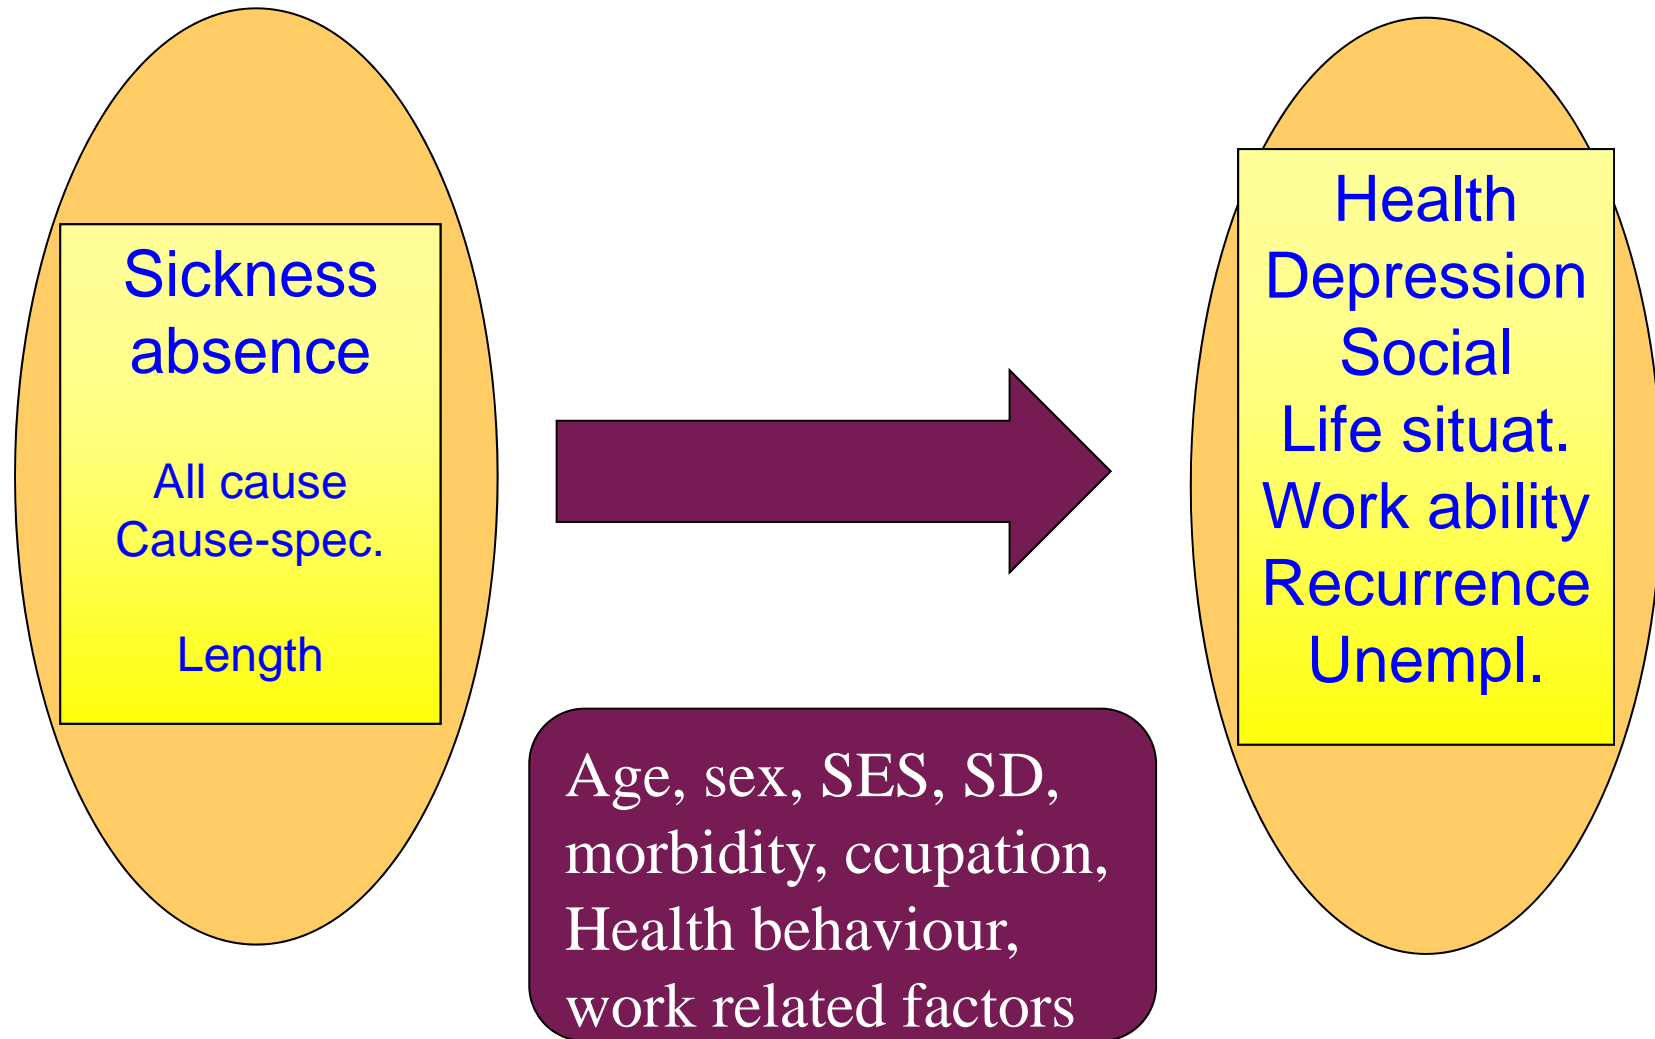 Sickness
absence
All cause
Cause-spec.
Length
Health
Depression
Social
Life situat.
Work ability
Recurrence
Unempl.
Age, sex, SES, SD,
morbidity, ccupation,
Health behaviour,
work related factors